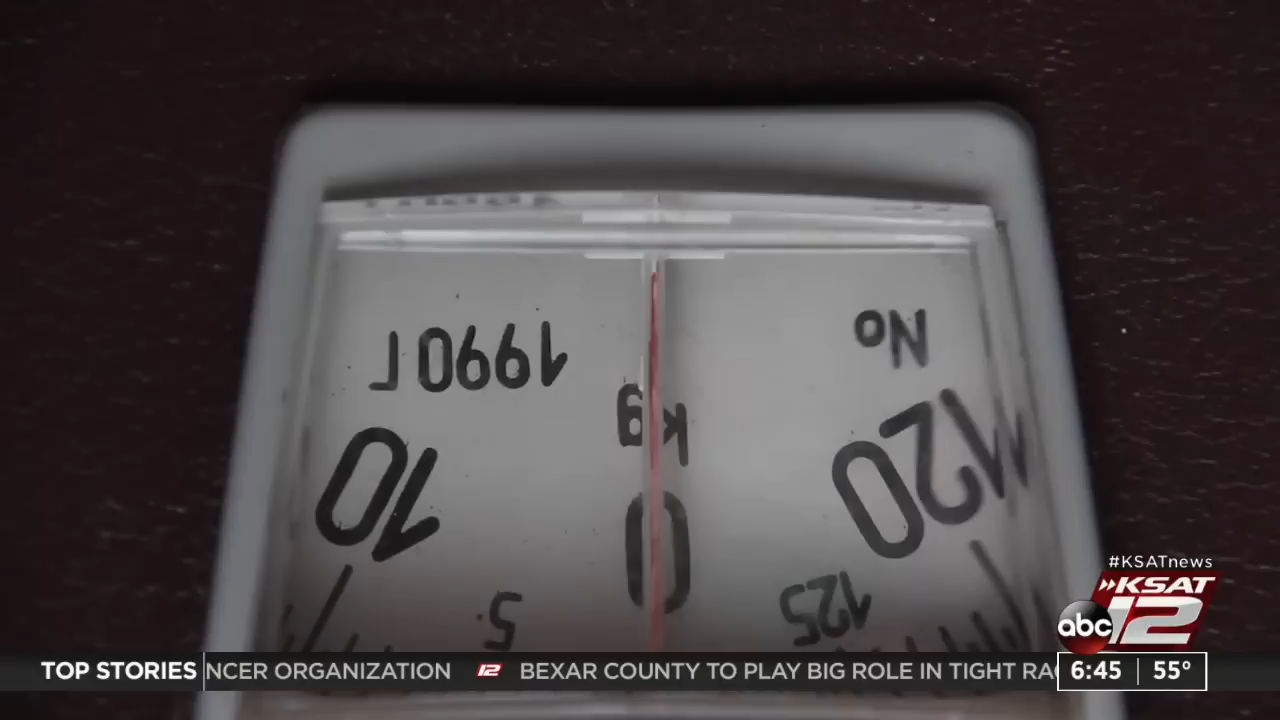 1990г
No
kg
10
0
120
5
125
#KSATnews
KSAT
abc
12
TOP STORIES
NCER ORGANIZATION 12 BEXAR COUNTY TO PLAY BIG ROLE IN TIGHT RA
6:45
55°